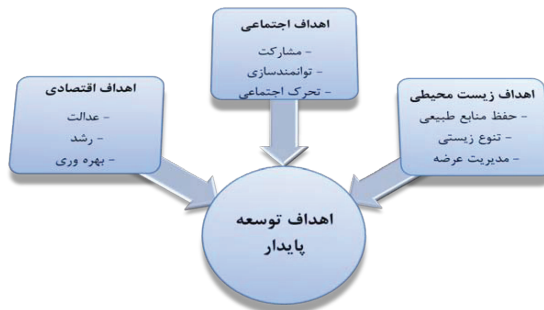 اهداف اجتماعی
– مشارکت
– توانمندسازی
– تحرک اجتماعی
اهداف زیست محیطی
– حفظ منابع طبیعی
– تنوع زیستی
– مدیریت عرضه
اهداف اقتصادی
– عدالت
– رشد
– بهره وری
اهداف توسعه
پایدار